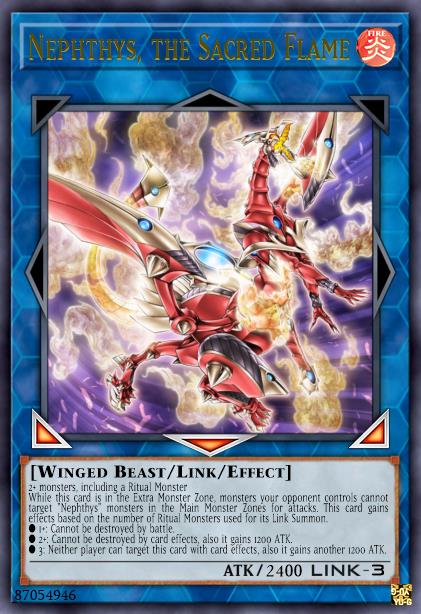 Nephthys, the Sacred Flame
FIRE
炎
[Winged Beast/Link/Effect]
2+ monsters, including a Ritual Monster
While this card is in the Extra Monster Zone, monsters your opponent controls cannot
target "Nephthys" monsters in the Main Monster Zones for attacks. This card gains
effects based on the number of Ritual Monsters used for its Link Summon.
● 1+: Cannot be destroyed by battle.
● 2+: Cannot be destroyed by card effects, also it gains 1200 ATK.
● 3: Neither player can target this card with card effects, also it gains another 1200 ATK.
ATK/2400 LINK-3
87054946